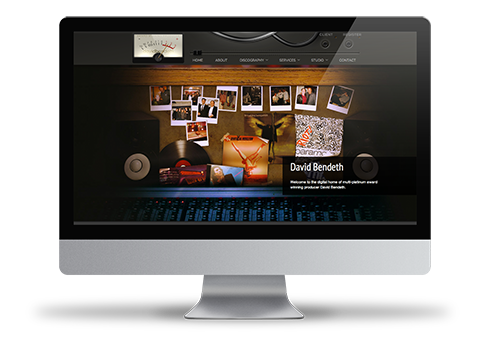 HOME ABOUT DISCOGRAPHY SERVICES STUDIO CONTACT
David Bendeth
Welcome to the digital home of multi-platinum award
winning producer David Bendeth.